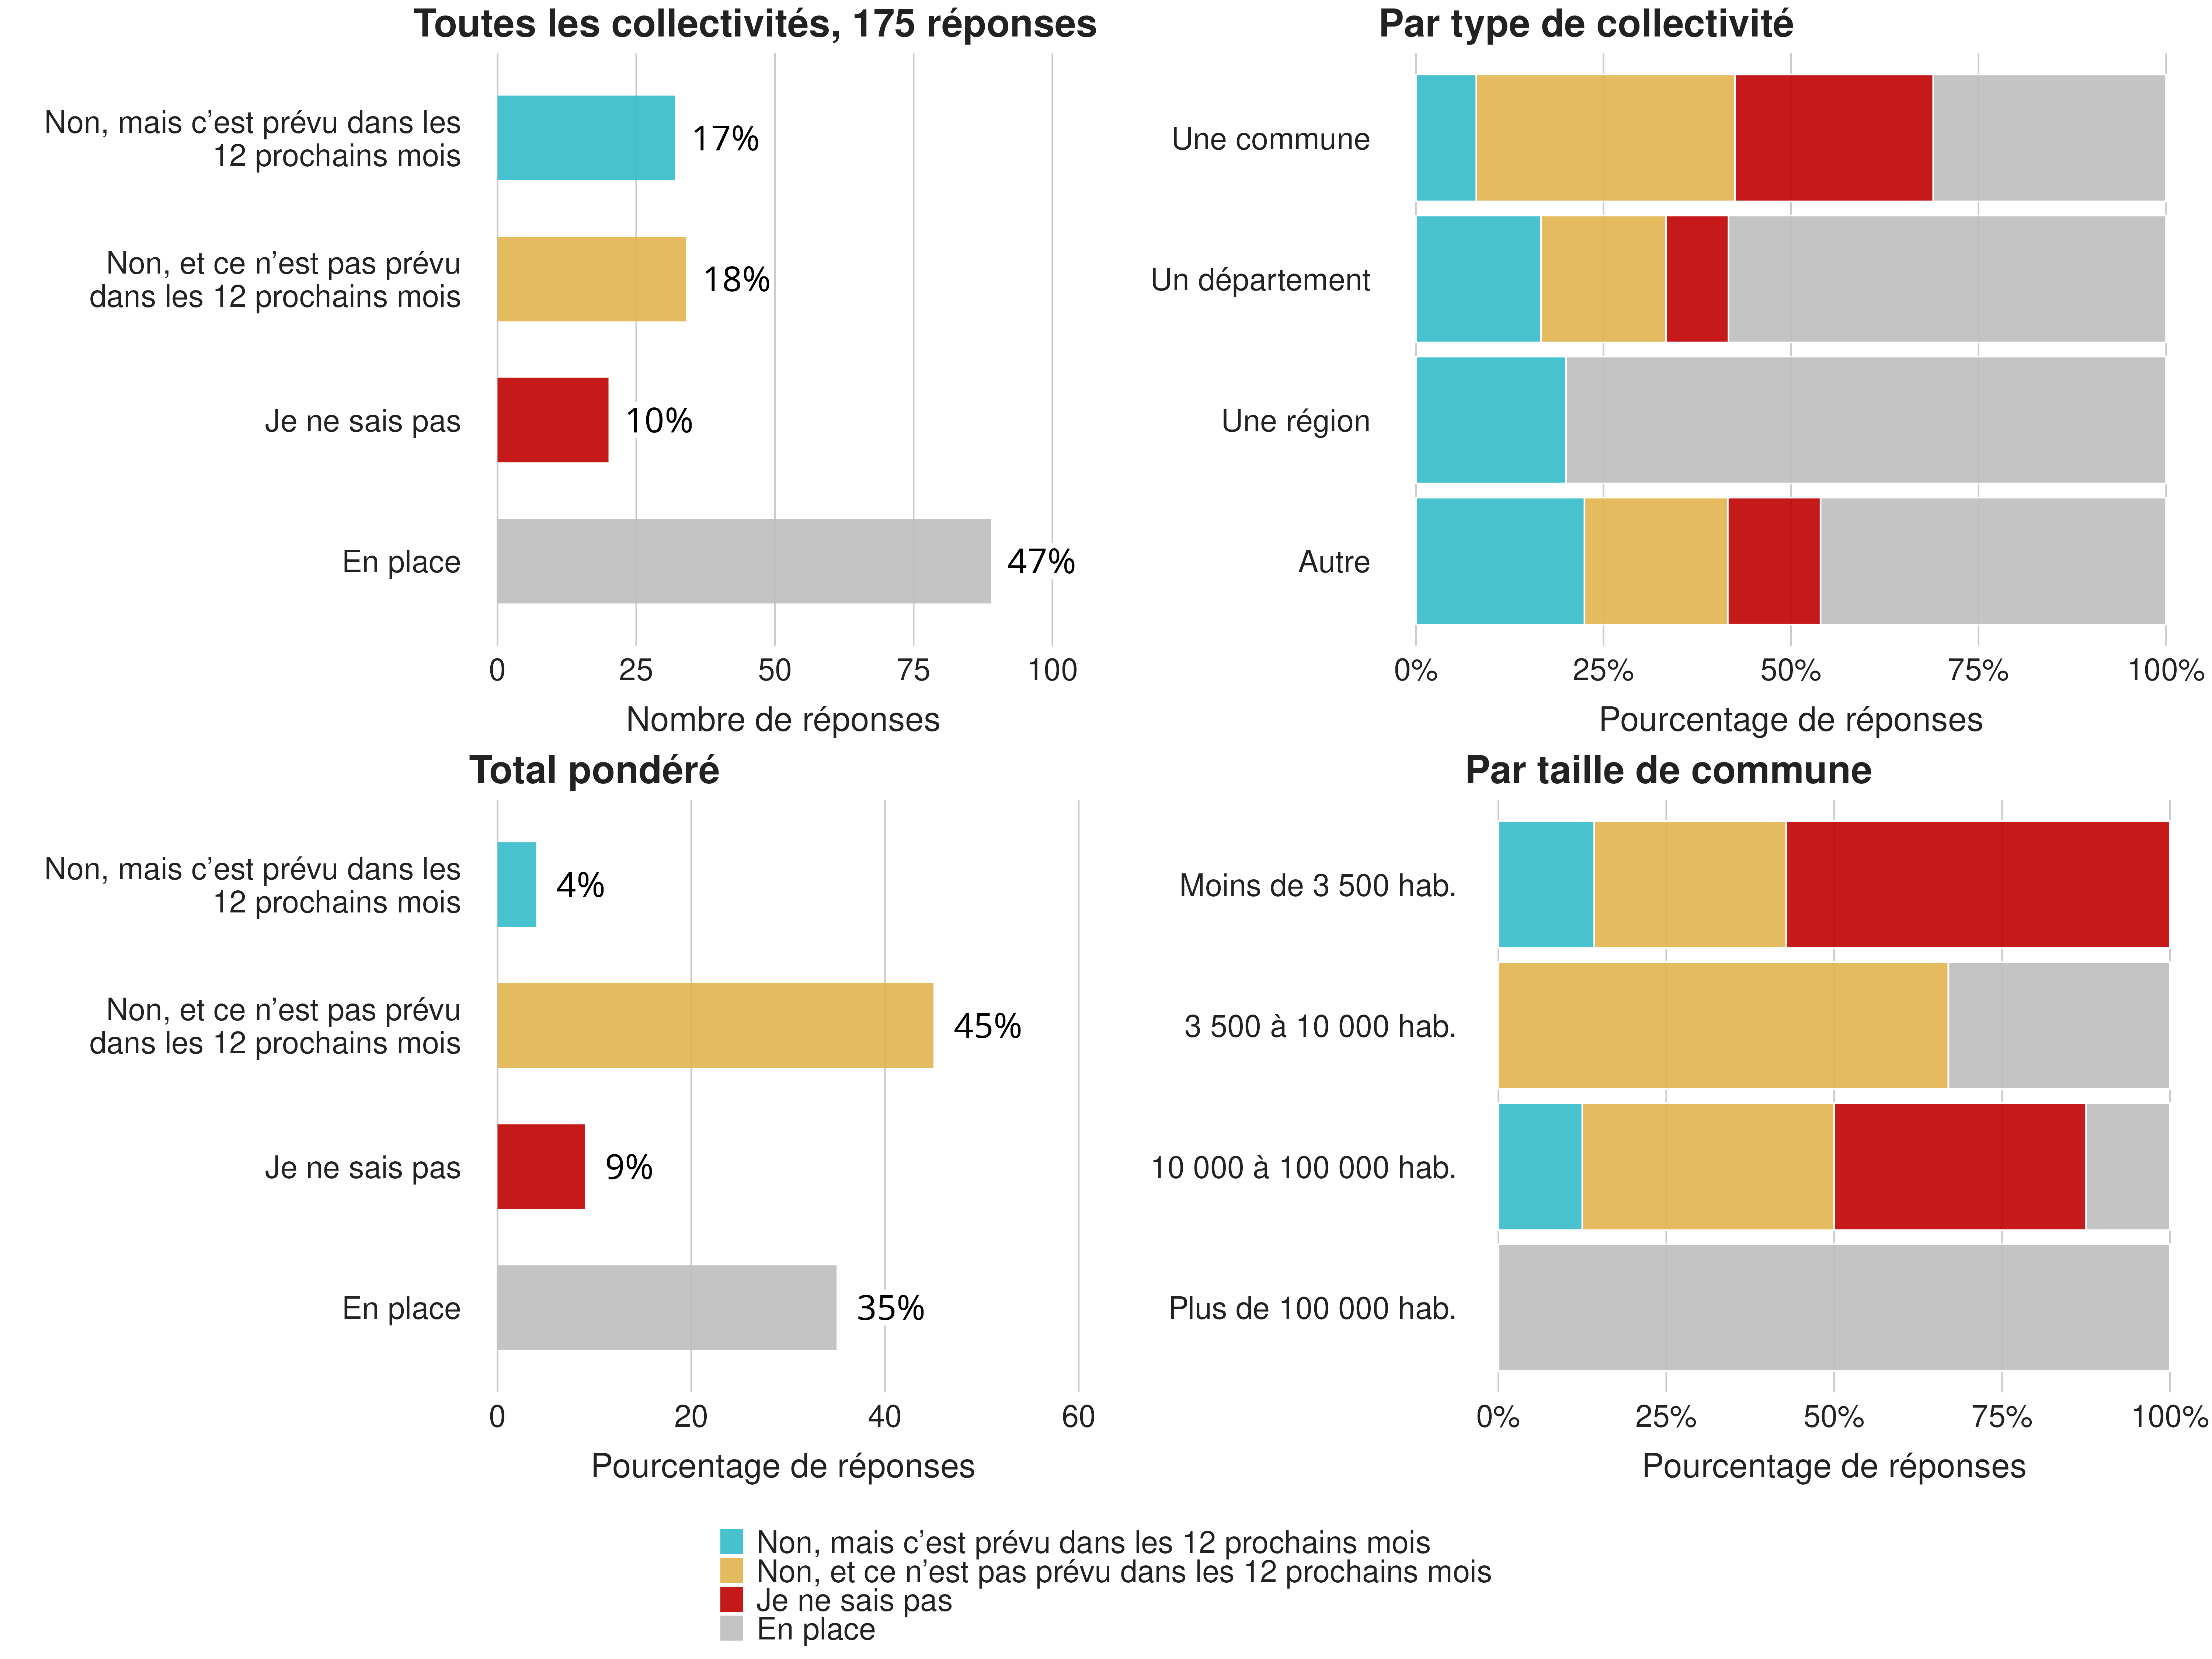 Toutes les collectivités, 175 réponses
Non, mais c’est prévu dans les
12 prochains mois
17%
Non, et ce n’est pas prévu
dans les 12 prochains mois
18%
Je ne sais pas
10%
En place
47%
0 25 50 75 100
Nombre de réponses
Par type de collectivité
Une commune
Un département
Une région
Autre
0% 25% 50% 75% 100%
Pourcentage de réponses
Total pondéré
Non, mais c’est prévu dans les
12 prochains mois
4%
Non, et ce n’est pas prévu
dans les 12 prochains mois
45%
Je ne sais pas
9%
En place
35%
0 20 40 60
Pourcentage de réponses
Par taille de commune
Moins de 3 500 hab.
3 500 à 10 000 hab.
10 000 à 100 000 hab.
Plus de 100 000 hab.
0% 25% 50% 75% 100%
Pourcentage de réponses
Non, mais c’est prévu dans les 12 prochains mois
Non, et ce n’est pas prévu dans les 12 prochains mois
Je ne sais pas
En place